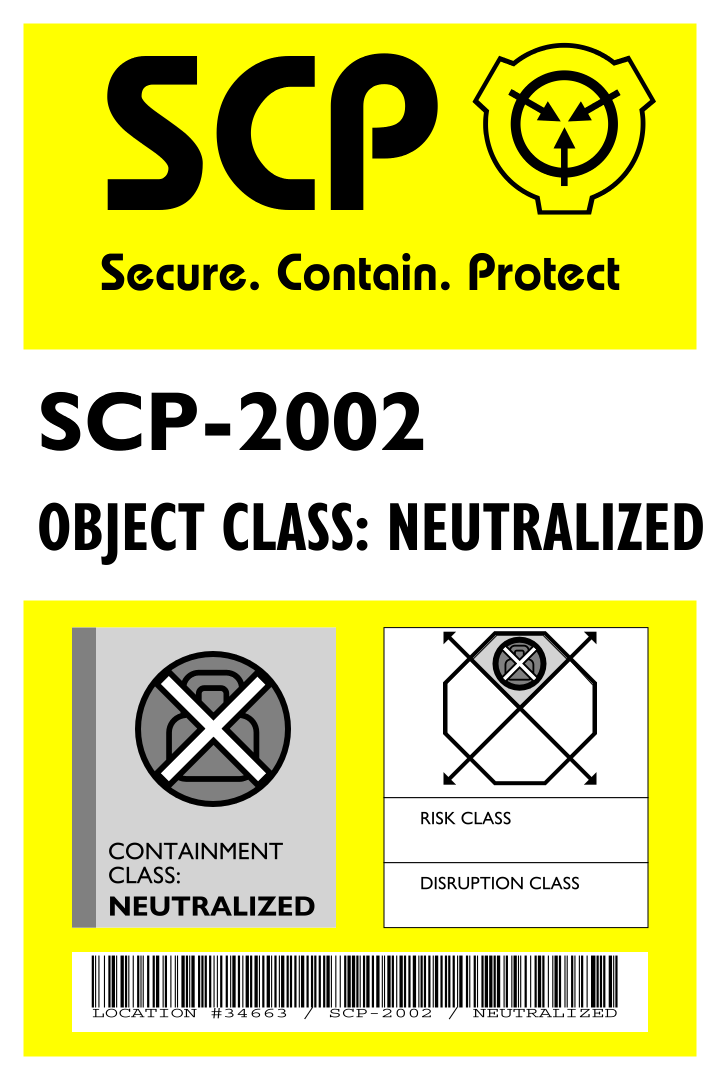 SCP
Secure. Contain. Protect
SCP-2002
OBJECT CLASS: NEUTRALIZED
CONTAINMENT
CLASS:
NEUTRALIZED
RISK CLASS
DISRUPTION CLASS
LOCATION #34663 / SCP-2002 / NEUTRALIZED